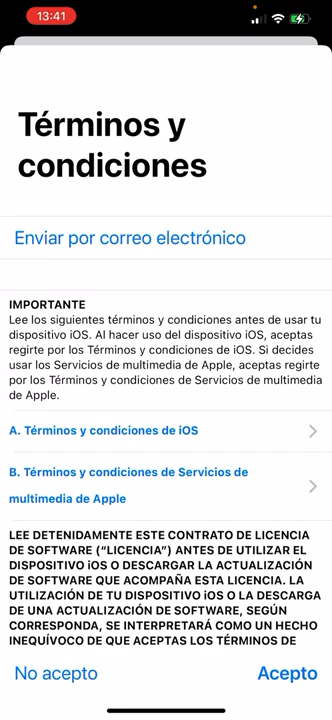 13:41
Términos y
condiciones
Enviar por correo electrónico
IMPORTANTE
Lee los siguientes términos y condiciones antes de usar tu
dispositivo iOS. Al hacer uso del dispositivo iOS, aceptas
regirte por los Términos y condiciones de iOS. Si decides
usar los Servicios de multimedia de Apple, aceptas regirte
por los Términos y condiciones de Servicios de multimedia
de Apple.
A. Términos y condiciones de iOS
B. Términos y condiciones de Servicios de
multimedia de Apple
LEE DETENIDAMENTE ESTE CONTRATO DE LICENCIA
DE SOFTWARE (“LICENCIA”) ANTES DE UTILIZAR EL
DISPOSITIVO iOS O DESCARGAR LA ACTUALIZACIÓN
DE SOFTWARE QUE ACOMPAÑA ESTA LICENCIA. LA
UTILIZACIÓN DE TU DISPOSITIVO iOS O LA DESCARGA
DE UNA ACTUALIZACIÓN DE SOFTWARE, SEGÚN
CORRESPONDA, SE INTERPRETARÁ COMO UN HECHO
INEQUÍVOCO DE QUE ACEPTAS LOS TÉRMINOS DE
No acepto
Acepto